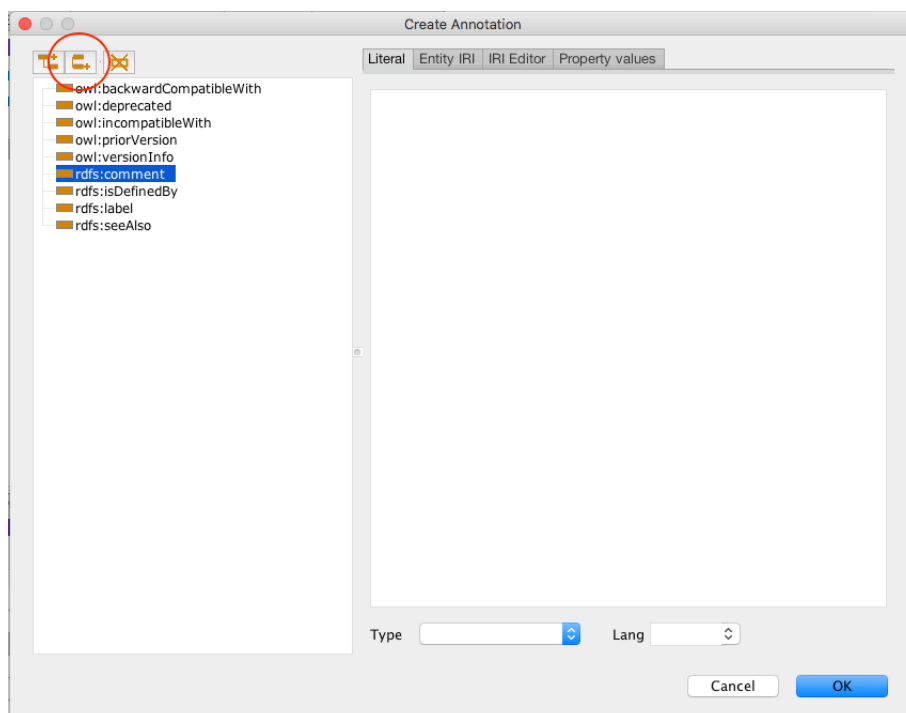 Create Annotation
Literal Entity IRI IRI Editor Property values
owl:backwardCompatibleWith
owl:deprecated
owl:incompatibleWith
owl:priorVersion
owl:versionInfo
rdfs:comment
rdfs:isDefinedBy
rdfs:label
rdfs:seeAlso
Type Lang
Cancel OK